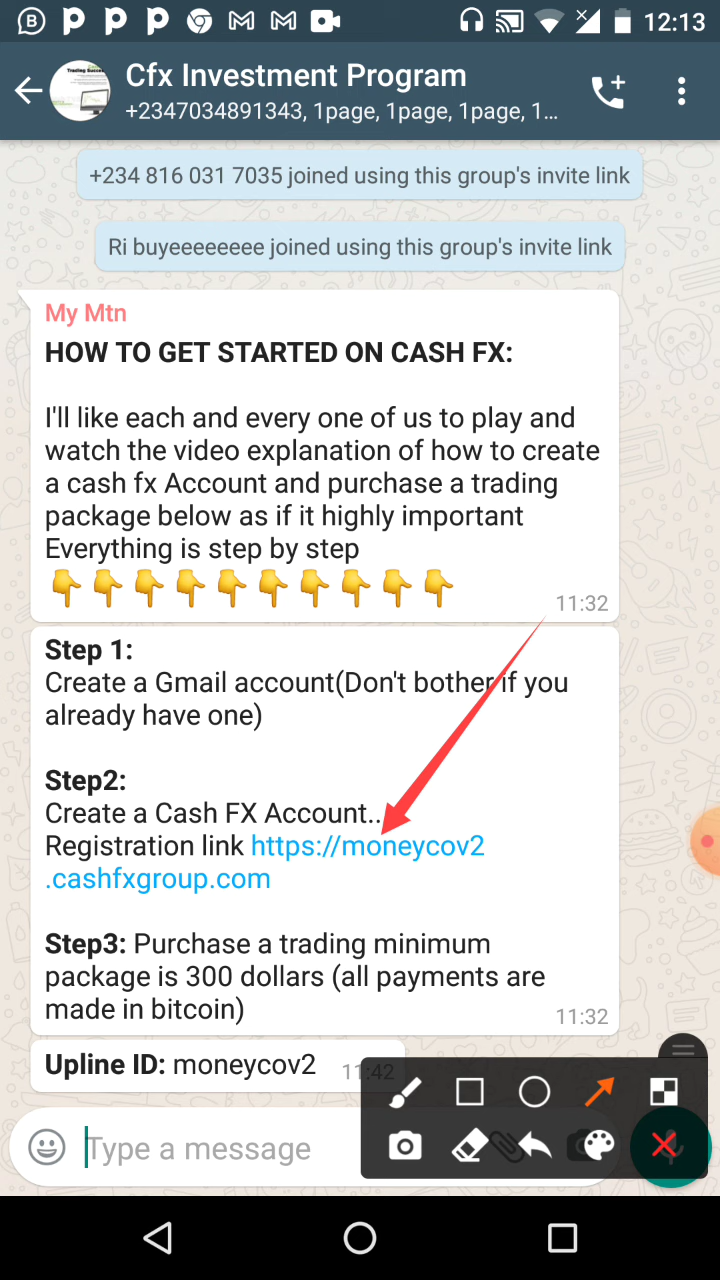 12:13
Cfx Investment Program
+2347034891343, 1page, 1page, 1page, 1...
+234 816 031 7035 joined using this group's invite link
Ri buyeeeeeeee joined using this group's invite link
My Mtn
HOW TO GET STARTED ON CASH FX:
I'll like each and every one of us to play and
watch the video explanation of how to create
a cash fx Account and purchase a trading
package below as if it highly important
Everything is step by step
👇👇👇👇👇👇👇👇👇👇
11:32
Step 1:
Create a Gmail account(Don't bother if you
already have one)
Step2:
Create a Cash FX Account..
Registration link https://moneycov2
.cashfxgroup.com
Step3: Purchase a trading minimum
package is 300 dollars (all payments are
made in bitcoin)
11:32
Upline ID: moneycov2
11:42
Type a message